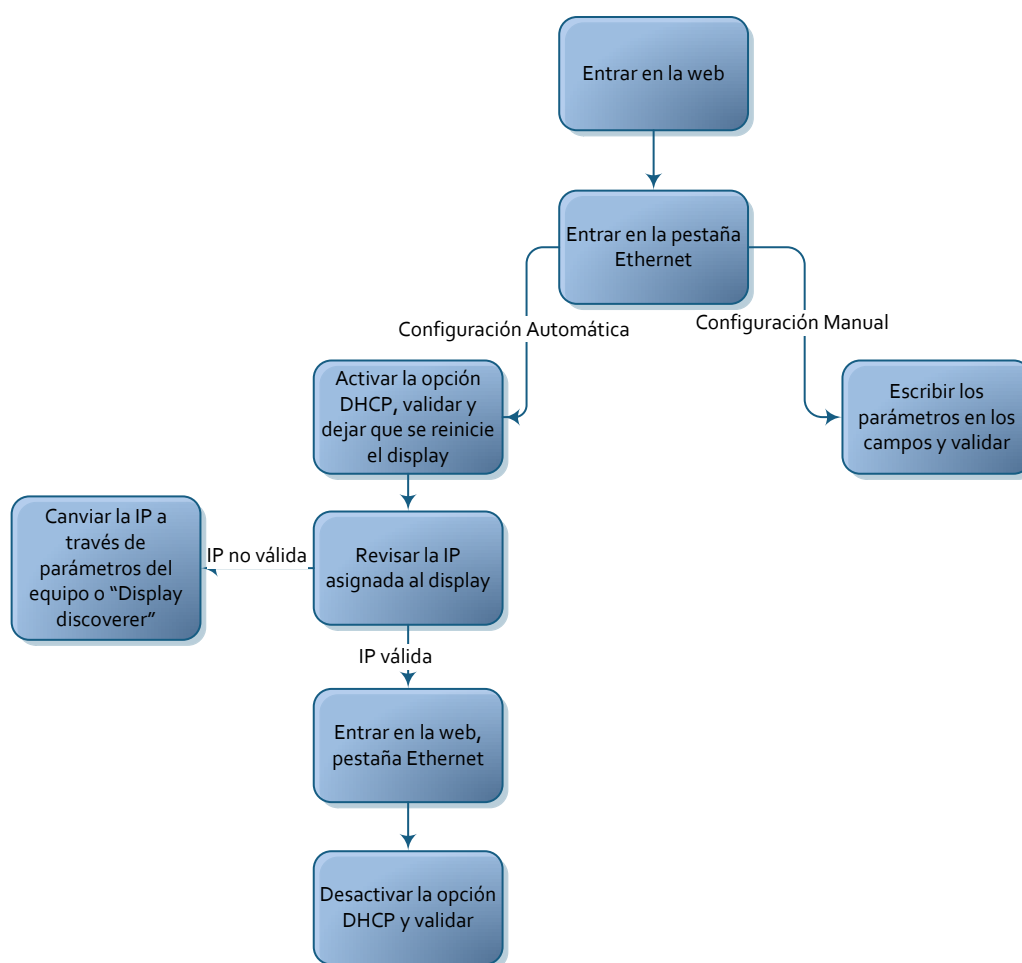 Entrar en la web
Entrar en la pestaña
Ethernet
Configuración Automática
Configuración Manual
Activar la opción
DHCP, validar y
dejar que se reinicie
el display
Escribir los
parámetros en los
campos y validar
Canviar la IP a
través de
parámetros del
equipo o “Display
discoverer”
IP no válida
Revisar la IP
asignada al display
IP válida
Entrar en la web,
pestaña Ethernet
Desactivar la opción
DHCP y validar